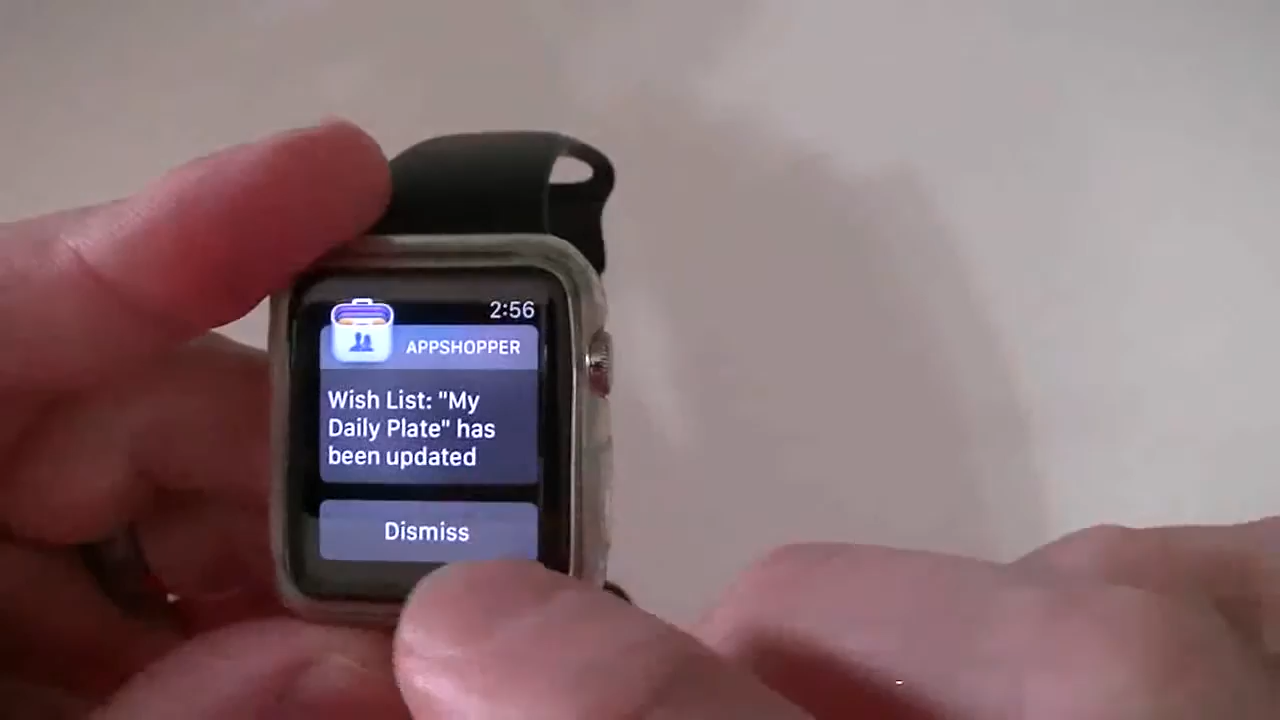 2:56
APPSHOPPER
Wish List: "My
Daily Plate" has
been updated
Dismiss